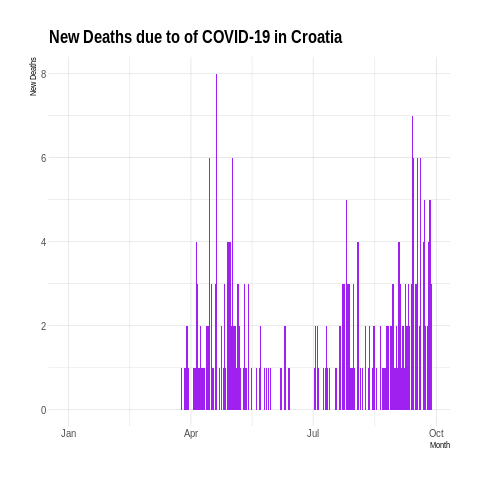 New Deaths due to of COVID-19 in Croatia
New Deaths
8
6
4
2
0
Jan Apr Jul Oct
Month